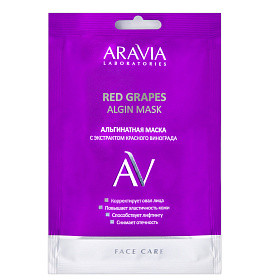 ARAVIA
LABORATORIES
RED GRAPES
ALGIN MASK
АЛЬГИНАТНАЯ МАСКА
С ЭКСТРАКТОМ КРАСНОГО ВИНОГРАДА
AV
Корректирует овал лица
Повышает эластичность кожи
Способствует лифтингу
Снимает отечность
FACE CARE